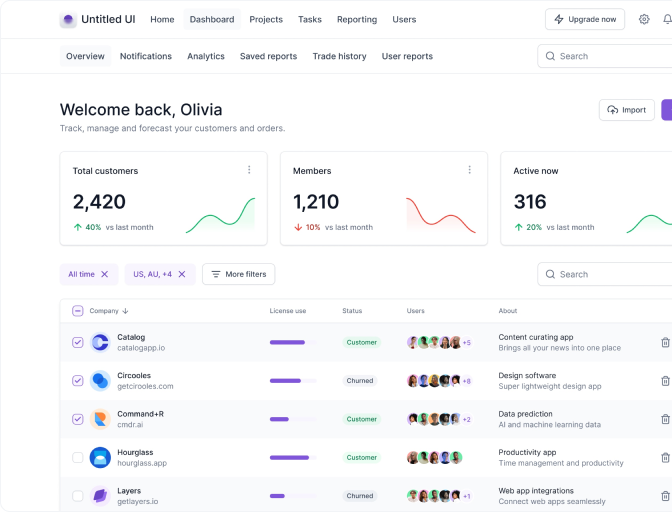 Untitled UI Home Dashboard Projects Tasks Reporting Users Upgrade now
Overview Notifications Analytics Saved reports Trade history User reports Search
Welcome back, Olivia
Track, manage and forecast your customers and orders.
Import
Total customers
2,420
40% vs last month
Members
1,210
10% vs last month
Active now
316
20% vs last month
All time US, AU, +4 More filters Search
Company License use Status Users About
Catalog
catalogapp.io
Customer
+5
Content curating app
Brings all your news into one place
Circooles
getcirooles.com
Churned
+8
Design software
Super lightweight design app
Command+R
cmdr.ai
Customer
+2
Data prediction
AI and machine learning data
Hourglass
hourglass.app
Customer
Productivity app
Time management and productivity
Layers
getlayers.io
Churned
+1
Web app integrations
Connect web apps seamlessly